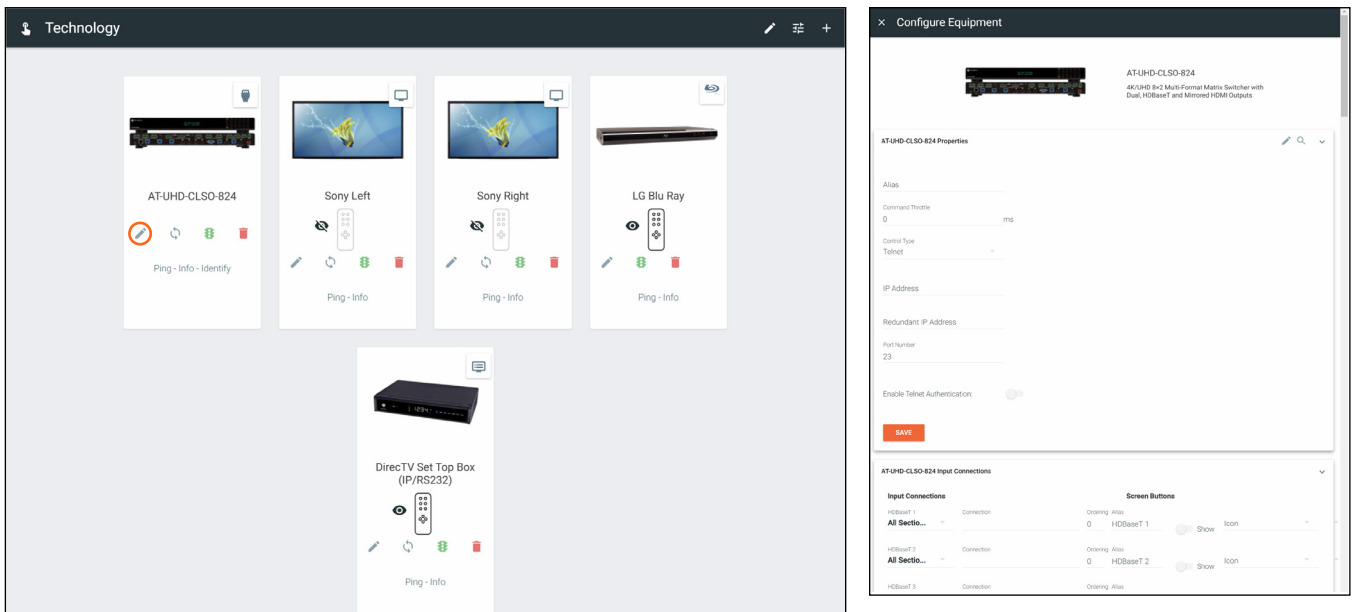 Technology
AT-UHD-CLSO-824
Ping - Info - Identify
Sony Left
Ping - Info
Sony Right
Ping - Info
LG Blu Ray
Ping - Info
DirecTV Set Top Box
(IP/RS232)
Ping - Info
× Configure Equipment
AT-UHD-CLSO-824
4K/UHD 8×2 Multi-Format Matrix Switcher with
Dual, HDBaseT and Mirrored HDMI Outputs
AT-UHD-CLSO-824 Properties
Alias
Command Throttle
0 ms
Control Type
Telnet
IP Address
Redundant IP Address
Port Number
23
Enable Telnet Authentication:
SAVE
AT-UHD-CLSO-824 Input Connections
Input Connections Screen Buttons
HDBaseT 1 Connection Ordering Alias
All Sectio... 0 HDBaseT 1 Show Icon
HDBaseT 2 Connection Ordering Alias
All Sectio... 0 HDBaseT 2 Show Icon
HDBaseT 3 Connection Ordering Alias